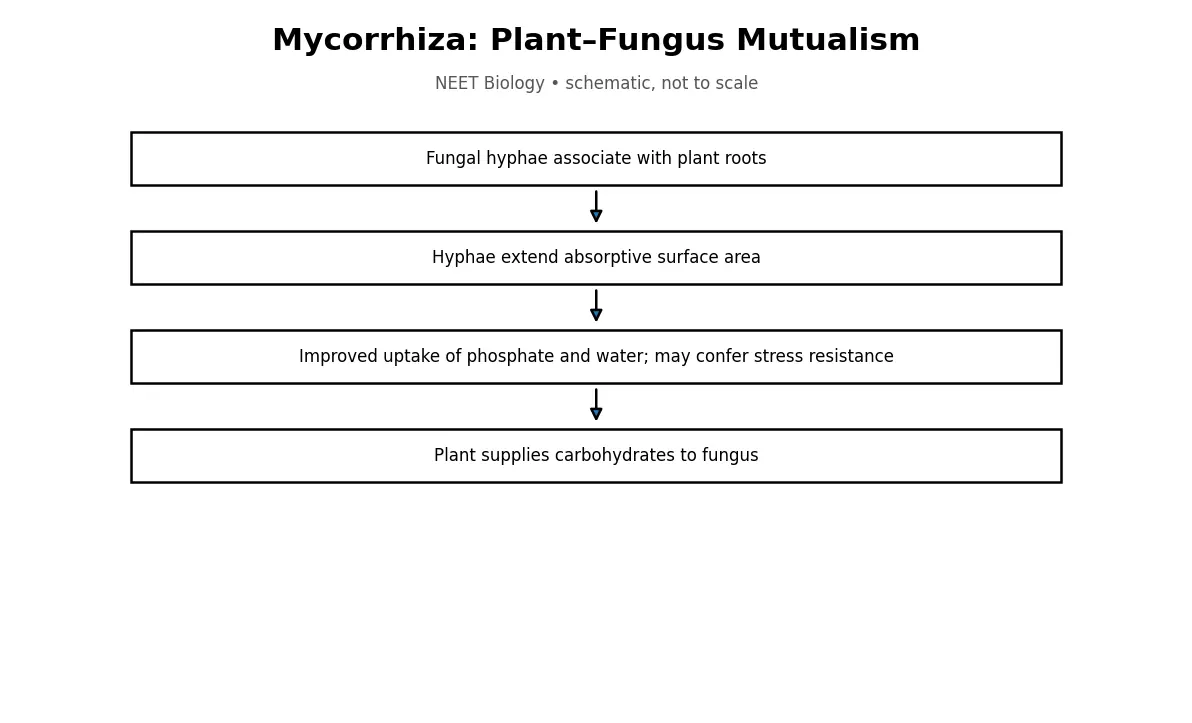 Mycorrhiza: Plant–Fungus Mutualism
NEET Biology • schematic, not to scale
Fungal hyphae associate with plant roots
Hyphae extend absorptive surface area
Improved uptake of phosphate and water; may confer stress resistance
Plant supplies carbohydrates to fungus